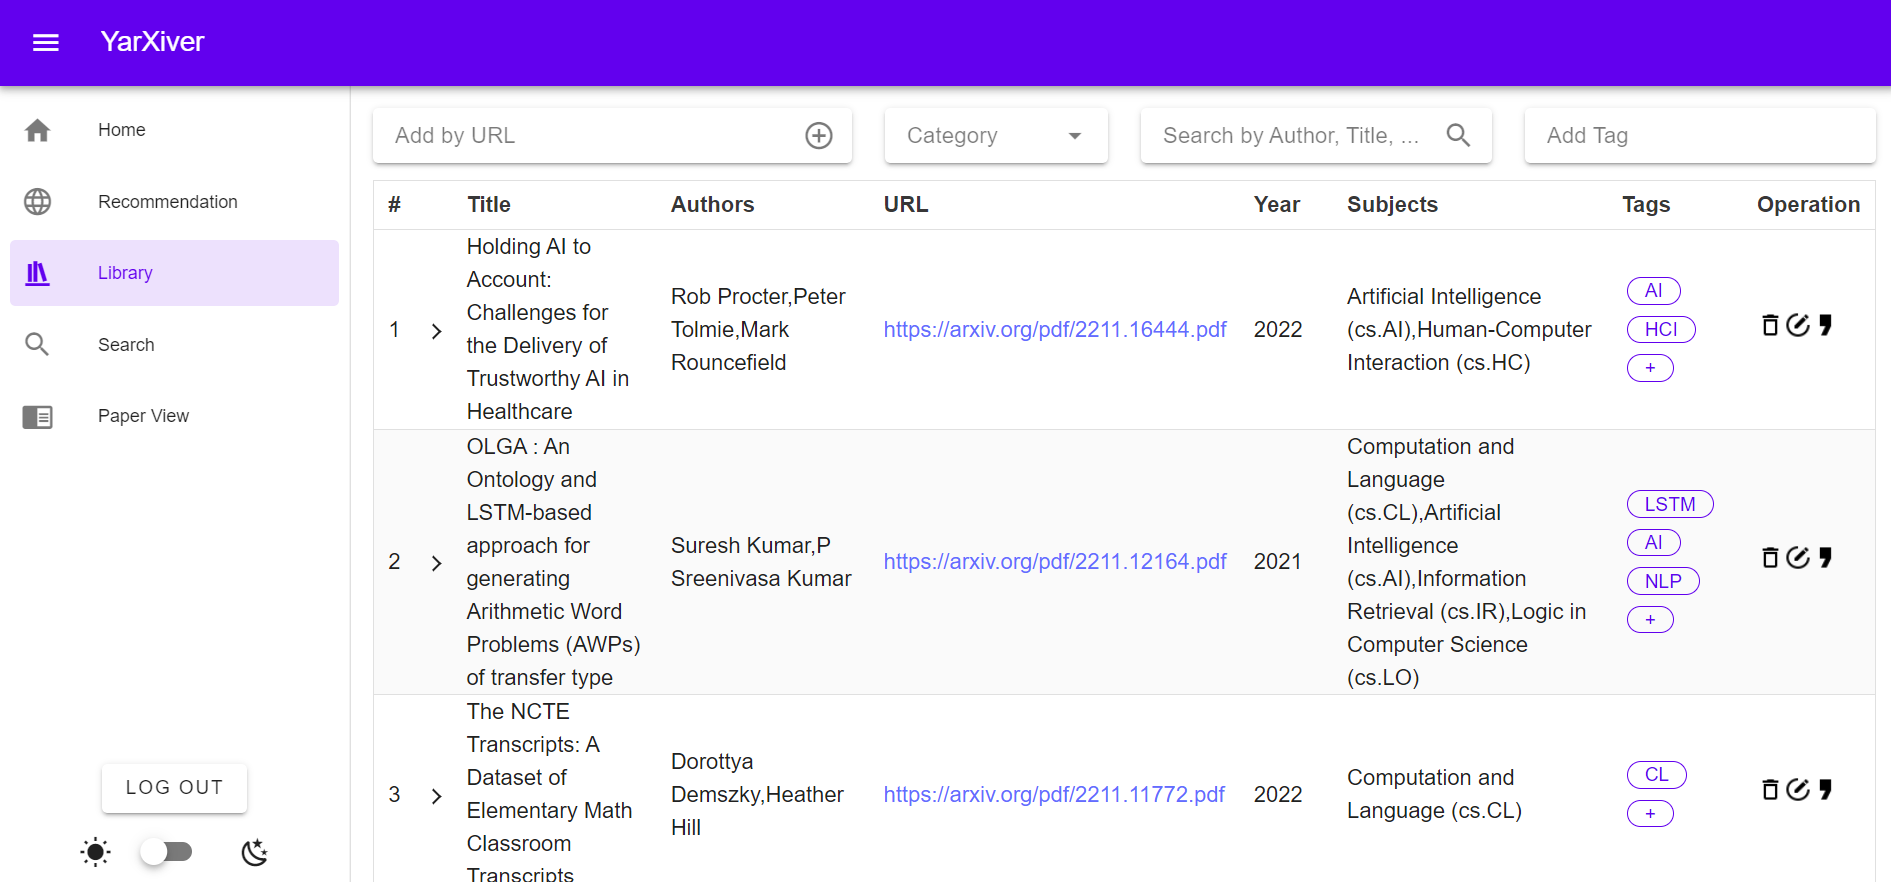 YarXiver
Home
Recommendation
Library
Search
Paper View
LOG OUT
Add by URL
Category
Search by Author, Title, ...
Add Tag
# Title Authors URL Year Subjects Tags Operation
1
Holding AI to
Account:
Challenges for
the Delivery of
Trustworthy AI in
Healthcare
Rob Procter,Peter
Tolmie,Mark
Rouncefield
https://arxiv.org/pdf/2211.16444.pdf
2022
Artificial Intelligence
(cs.AI),Human-Computer
Interaction (cs.HC)
AI
HCI
+
2
OLGA : An
Ontology and
LSTM-based
approach for
generating
Arithmetic Word
Problems (AWPs)
of transfer type
Suresh Kumar,P
Sreenivasa Kumar
https://arxiv.org/pdf/2211.12164.pdf
2021
Computation and
Language
(cs.CL),Artificial
Intelligence
(cs.AI),Information
Retrieval (cs.IR),Logic in
Computer Science
(cs.LO)
LSTM
AI
NLP
+
3
The NCTE
Transcripts: A
Dataset of
Elementary Math
Classroom
Transcripts
Dorottya
Demszky,Heather
Hill
https://arxiv.org/pdf/2211.11772.pdf
2022
Computation and
Language (cs.CL)
CL
+